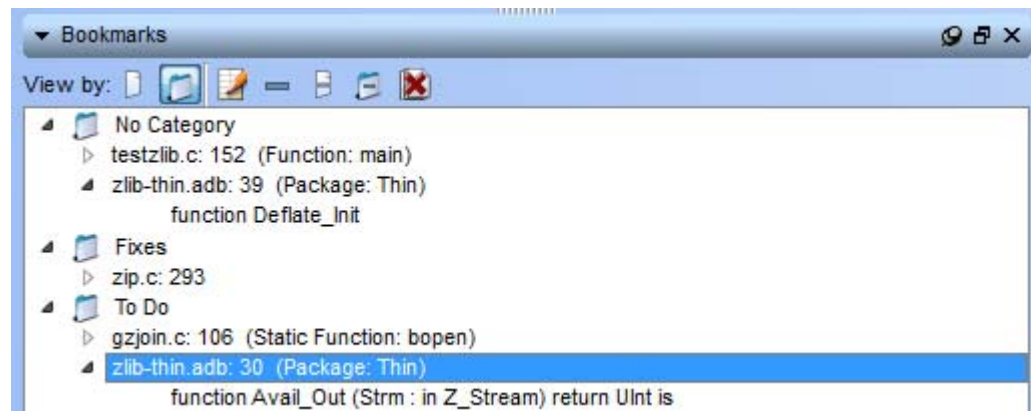 Bookmarks
View by:
No Category
testzlib.c: 152 (Function: main)
zlib-thin.adb: 39 (Package: Thin)
function Deflate_Init
Fixes
zip.c: 293
To Do
gzjoin.c: 106 (Static Function: bopen)
zlib-thin.adb: 30 (Package: Thin)
function Avail_Out (Strm : in Z_Stream) return UInt is